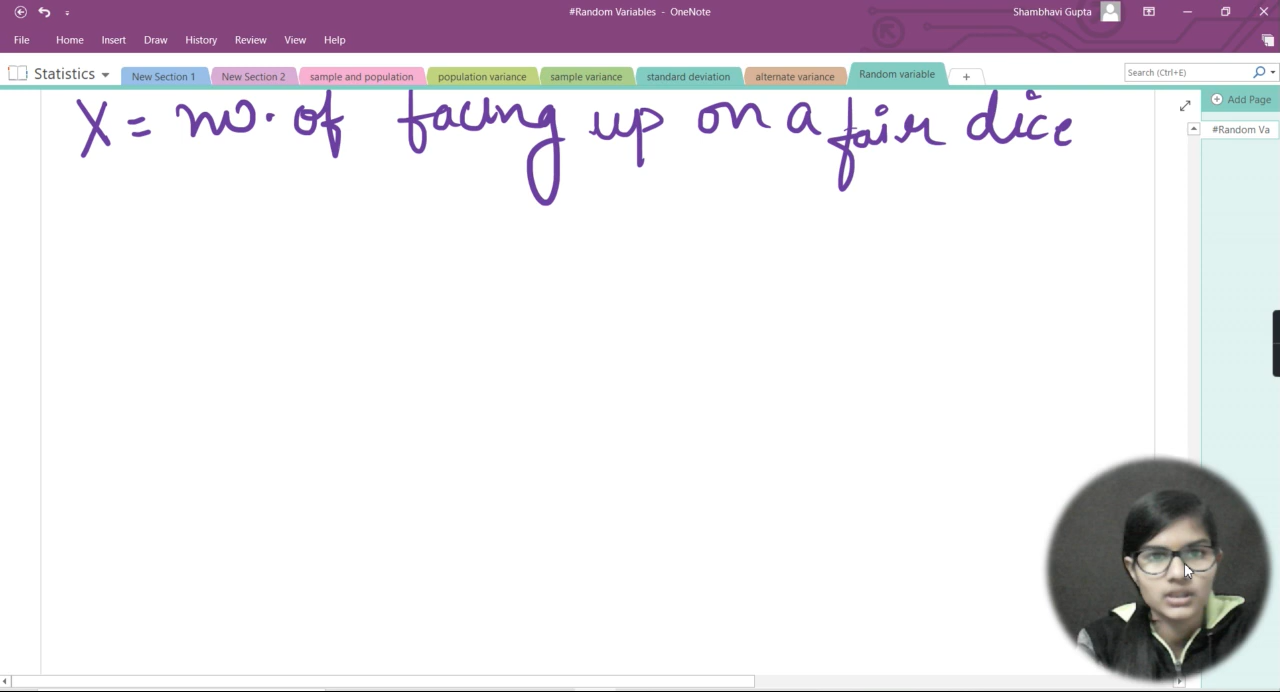 #Random Variables - OneNote
Shambhavi Gupta
File Home Insert Draw History Review View Help
Statistics
New Section 1 New Section 2 sample and population population variance sample variance standard deviation alternate variance Random variable +
Search (Ctrl+E)
Add Page
#Random Va
X = no. of facing up on a fair dice